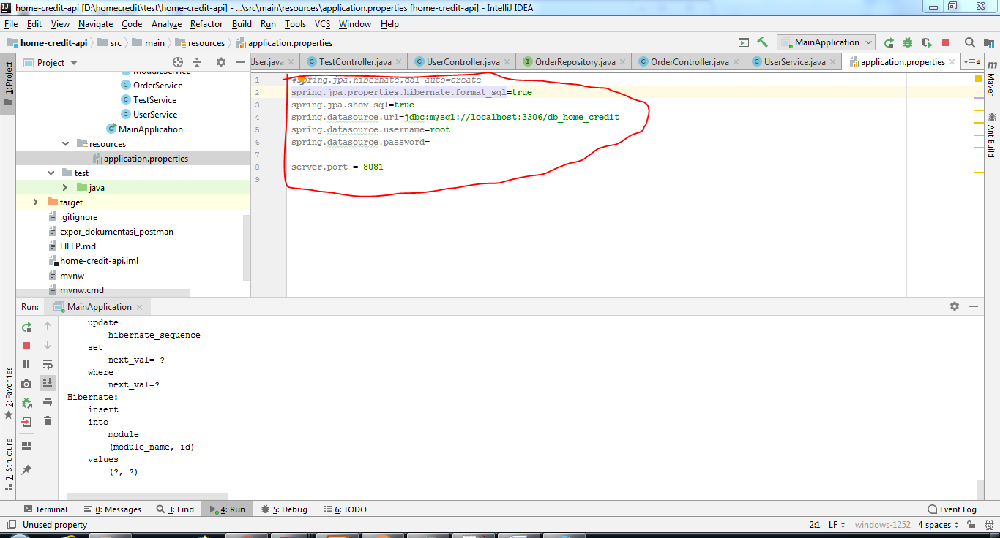 home-credit-api [D:\homecredit\test\home-credit-api] - ...\src\main\resources\application.properties [home-credit-api] - IntelliJ IDEA
File Edit View Navigate Code Analyze Refactor Build Run Tools VCS Window Help
home-credit-api src main resources application.properties MainApplication
Project User.java TestController.java UserController.java OrderRepository.java OrderController.java UserService.java application.properties 4
1: Project
ModuleService
OrderService
TestService
UserService
MainApplication
resources
application.properties
test
java
target
.gitignore
expor_dokumentasi_postman
HELP.md
home-credit-api.iml
mvnw
mvnw.cmd
1 #spring.jpa.hibernate.ddl-auto=create
2 spring.jpa.properties.hibernate.format_sql=true
3 spring.jpa.show-sql=true
4 spring.datasource.url=jdbc:mysql://localhost:3306/db_home_credit
5 spring.datasource.username=root
6 spring.datasource.password=
7
8 server.port = 8081
9
Maven
Ant Build
Run: MainApplication
update
hibernate_sequence
set
next_val= ?
where
next_val=?
Hibernate:
insert
into
module
(module_name, id)
values
(?, ?)
2: Favorites
7: Structure
Terminal 0: Messages 3: Find 4: Run 5: Debug 6: TODO Event Log
Unused property 2:1 LF windows-1252 4 spaces